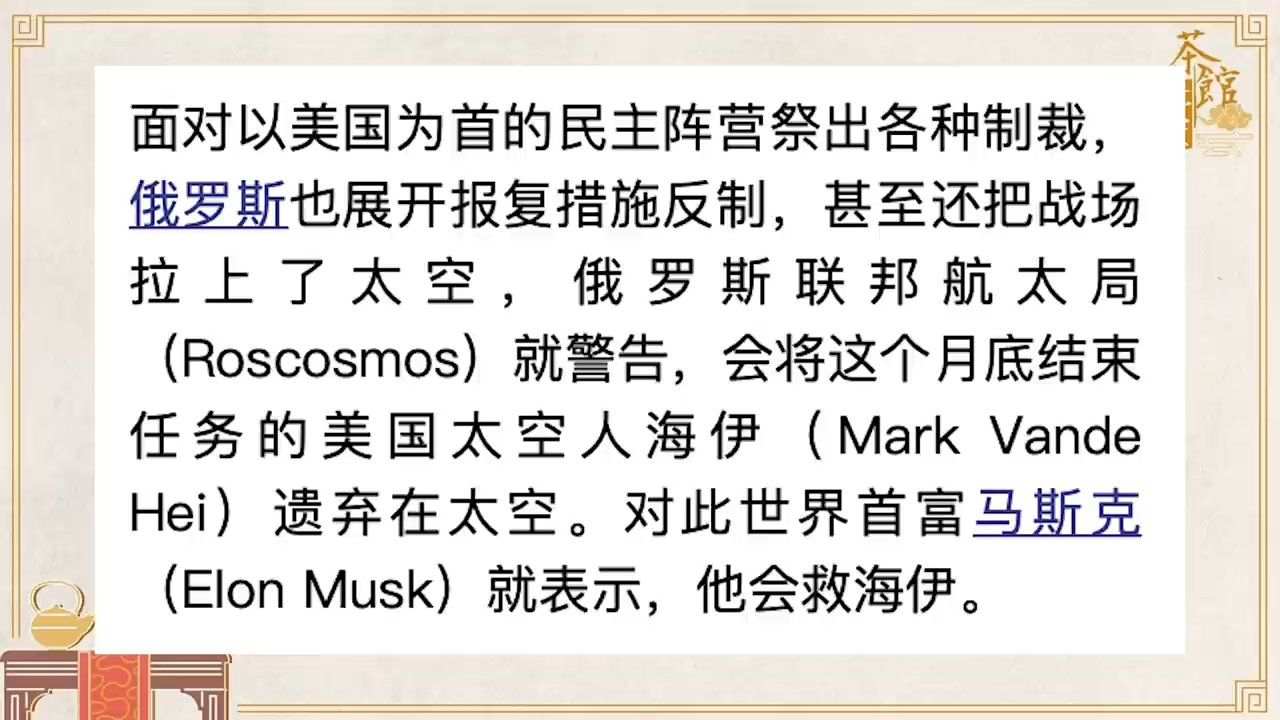 茶館
面对以美国为首的民主阵营祭出各种制裁，
俄罗斯也展开报复措施反制，甚至还把战场
拉上了太空，俄罗斯联邦航太局
（Roscosmos）就警告，会将这个月底结束
任务的美国太空人海伊（Mark Vande
Hei）遗弃在太空。对此世界首富马斯克
（Elon Musk）就表示，他会救海伊。